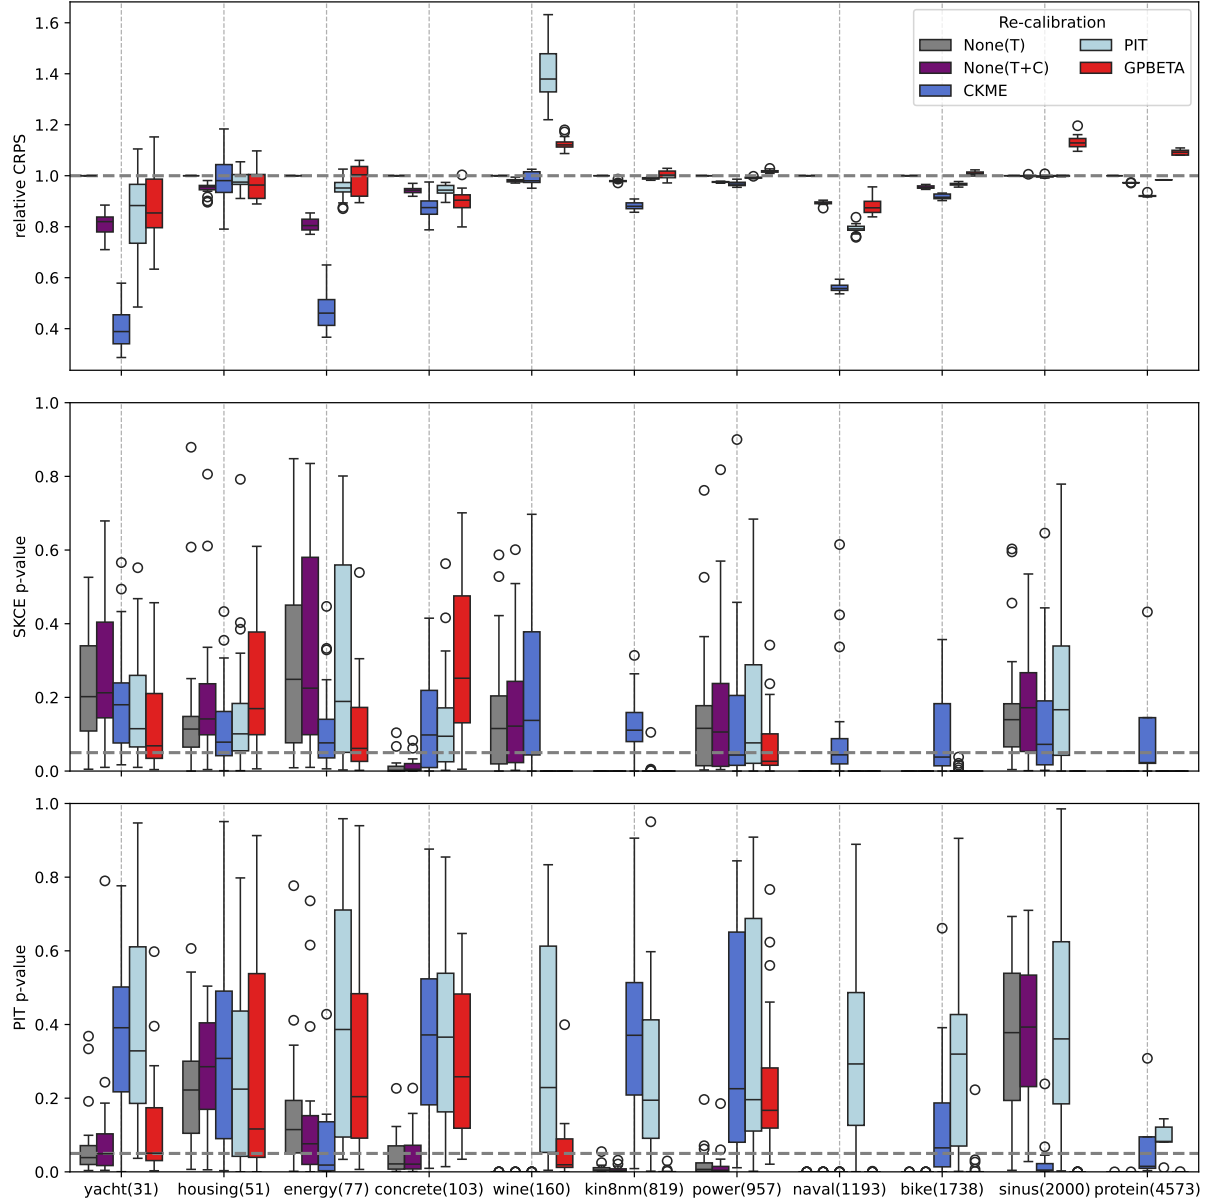 Re-calibration
None(T)
None(T+C)
CKME
PIT
GPBETA
relative CRPS
1.6
1.4
1.2
1.0
0.8
0.6
0.4
SKCE p-value
1.0
0.8
0.6
0.4
0.2
0.0
PIT p-value
1.0
0.8
0.6
0.4
0.2
0.0
yacht(31) housing(51) energy(77) concrete(103) wine(160) kin8nm(819) power(957) naval(1193) bike(1738) sinus(2000) protein(4573)